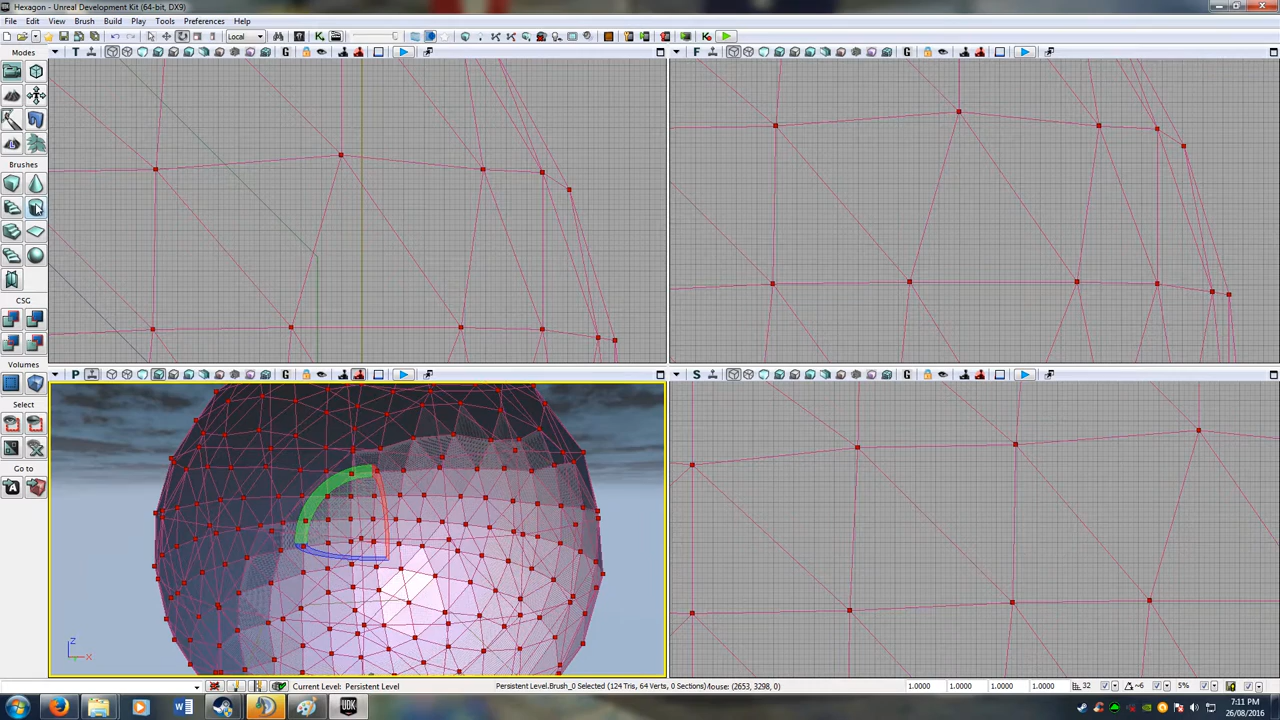 Hexagon - Unreal Development Kit (64-bit, DX9)
File Edit View Brush Build Play Tools Preferences Help
Local
Modes
T G
F G
Brushes
CSG
Volumes
P G
S G
Select
Go to
Z
X
Current Level: Persistent Level
Persistent Level.Brush_0 Selected (124 Tris, 64 Verts, 0 Sections)
Mouse: (2653, 3298, 0)
1.0000 1.0000 1.0000 1.0000
32
5%
UDK
7:11 PM
26/08/2016